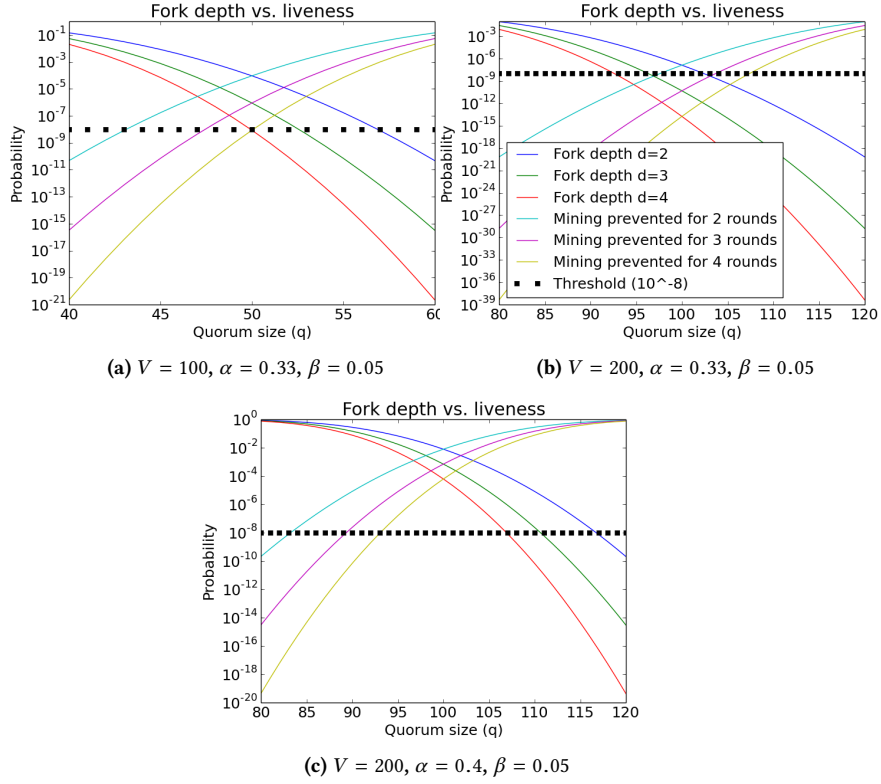 Fork depth vs. liveness
Probability
10^-1
10^-3
10^-5
10^-7
10^-9
10^-11
10^-13
10^-15
10^-17
10^-19
10^-21
40 45 50 55 60
Quorum size (q)
(a) V = 100, α = 0.33, β = 0.05
Fork depth vs. liveness
Probability
10^-3
10^-6
10^-9
10^-12
10^-15
10^-18
10^-21
10^-24
10^-27
10^-30
10^-33
10^-36
10^-39
Fork depth d=2
Fork depth d=3
Fork depth d=4
Mining prevented for 2 rounds
Mining prevented for 3 rounds
Mining prevented for 4 rounds
Threshold (10^-8)
80 85 90 95 100 105 110 115 120
Quorum size (q)
(b) V = 200, α = 0.33, β = 0.05
Fork depth vs. liveness
Probability
10^0
10^-2
10^-4
10^-6
10^-8
10^-10
10^-12
10^-14
10^-16
10^-18
10^-20
80 85 90 95 100 105 110 115 120
Quorum size (q)
(c) V = 200, α = 0.4, β = 0.05